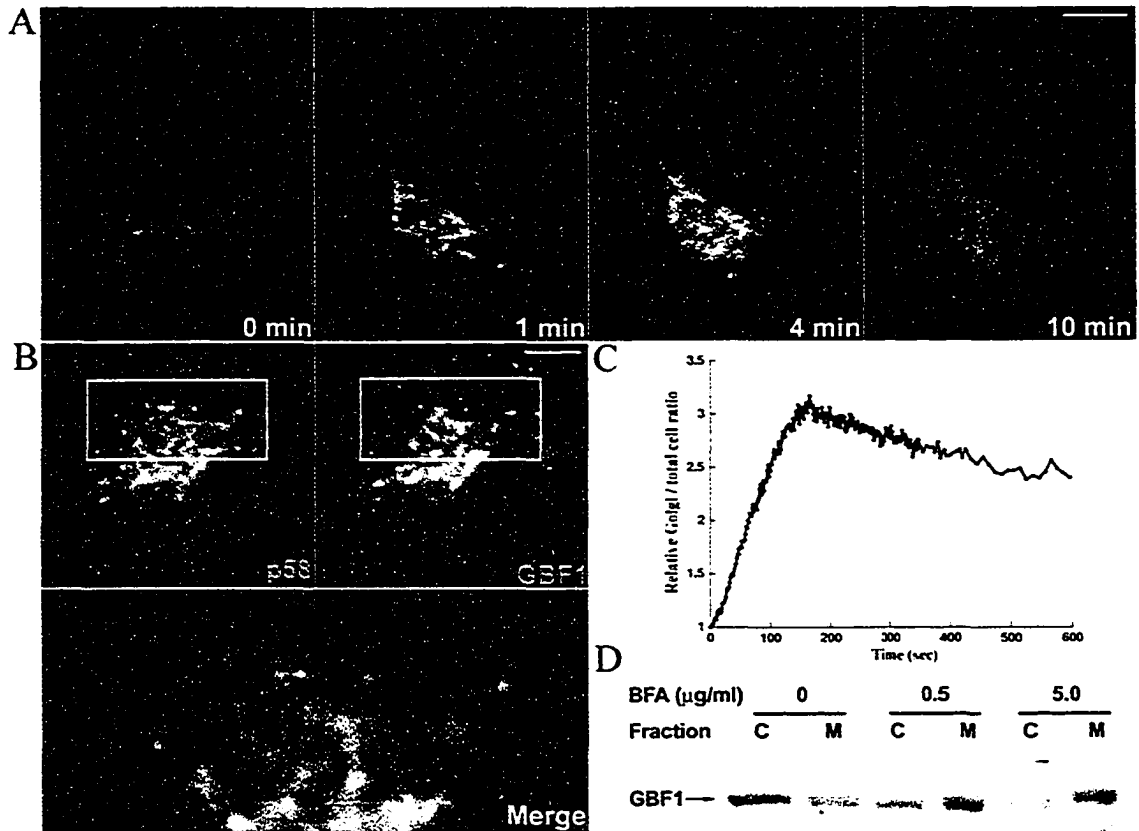 A
0 min 1 min 4 min 10 min
B
p58 GBF1
Merge
C
Relative Golgi / total cell ratio
3.5
3
2.5
2
1.5
1
0 100 200 300 400 500 600
Time (sec)
D
BFA (µg/ml) 0 0.5 5.0
Fraction C M C M C M
GBF1